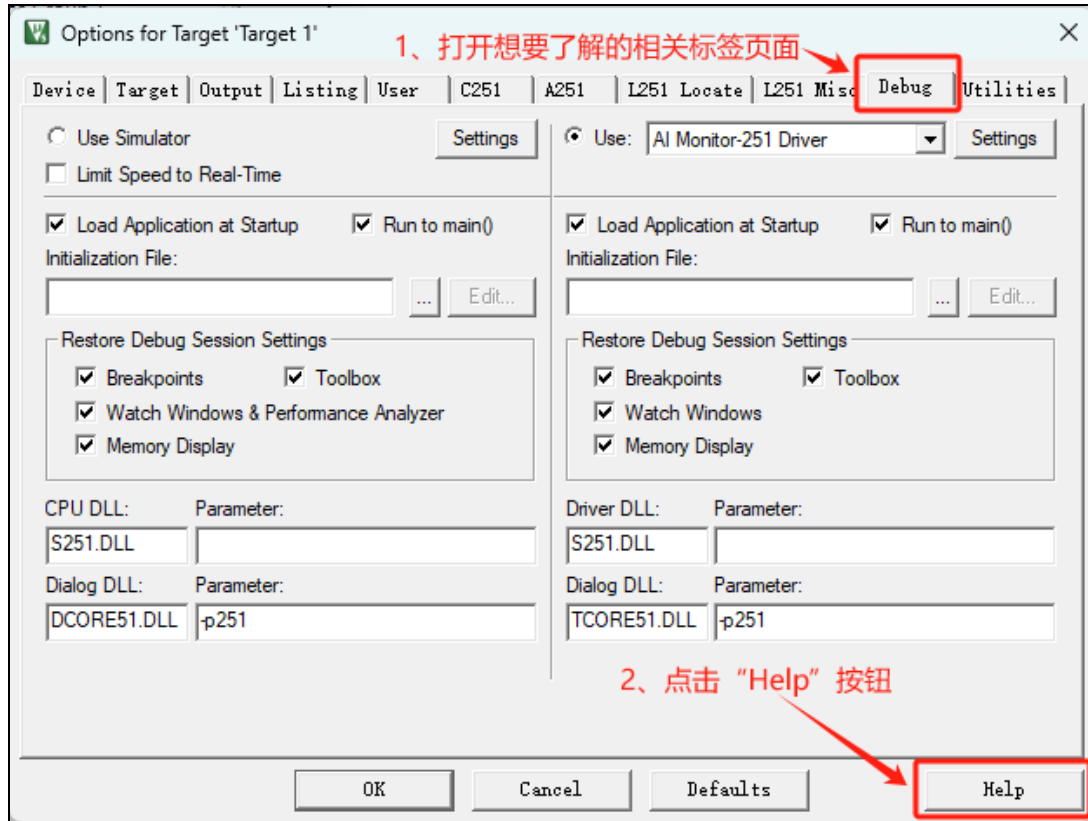 Options for Target 'Target 1'
1、打开想要了解的相关标签页面
Device Target Output Listing User C251 A251 L251 Locate L251 Misc Debug Utilities
Use Simulator Settings Use: AI Monitor-251 Driver Settings
Limit Speed to Real-Time
Load Application at Startup Run to main() Load Application at Startup Run to main()
Initialization File: Initialization File:
... Edit... ... Edit...
Restore Debug Session Settings Restore Debug Session Settings
Breakpoints Toolbox Breakpoints Toolbox
Watch Windows & Performance Analyzer Watch Windows
Memory Display Memory Display
CPU DLL: Parameter: Driver DLL: Parameter:
S251.DLL S251.DLL
Dialog DLL: Parameter: Dialog DLL: Parameter:
DCORE51.DLL -p251 TCORE51.DLL -p251
2、点击“Help”按钮
OK Cancel Defaults Help